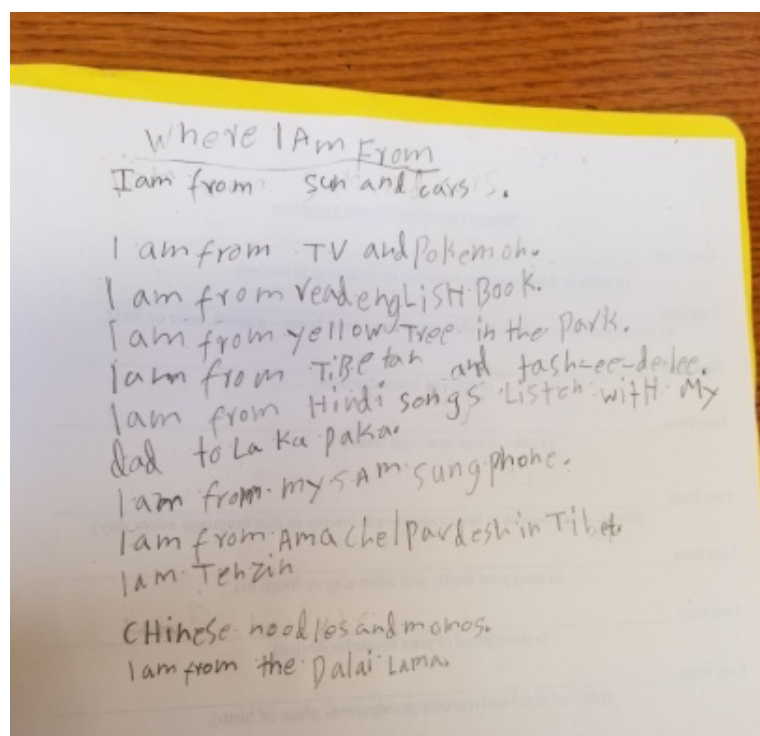 Where I Am From
I am from sun and cars.
I am from TV and Pokemon.
I am from read engLiSH Book.
I am from yellow Tree in the Park.
I am from TiBetan and tash-ee-de-lee.
I am from Hindi songs Listen with My
dad to La Ka Paka.
I am from my SAmsung phone.
I am from Ama chel pardesh in Tibet
I am Tenzin
CHinese noodles and momos.
I am from the Dalai Lama.